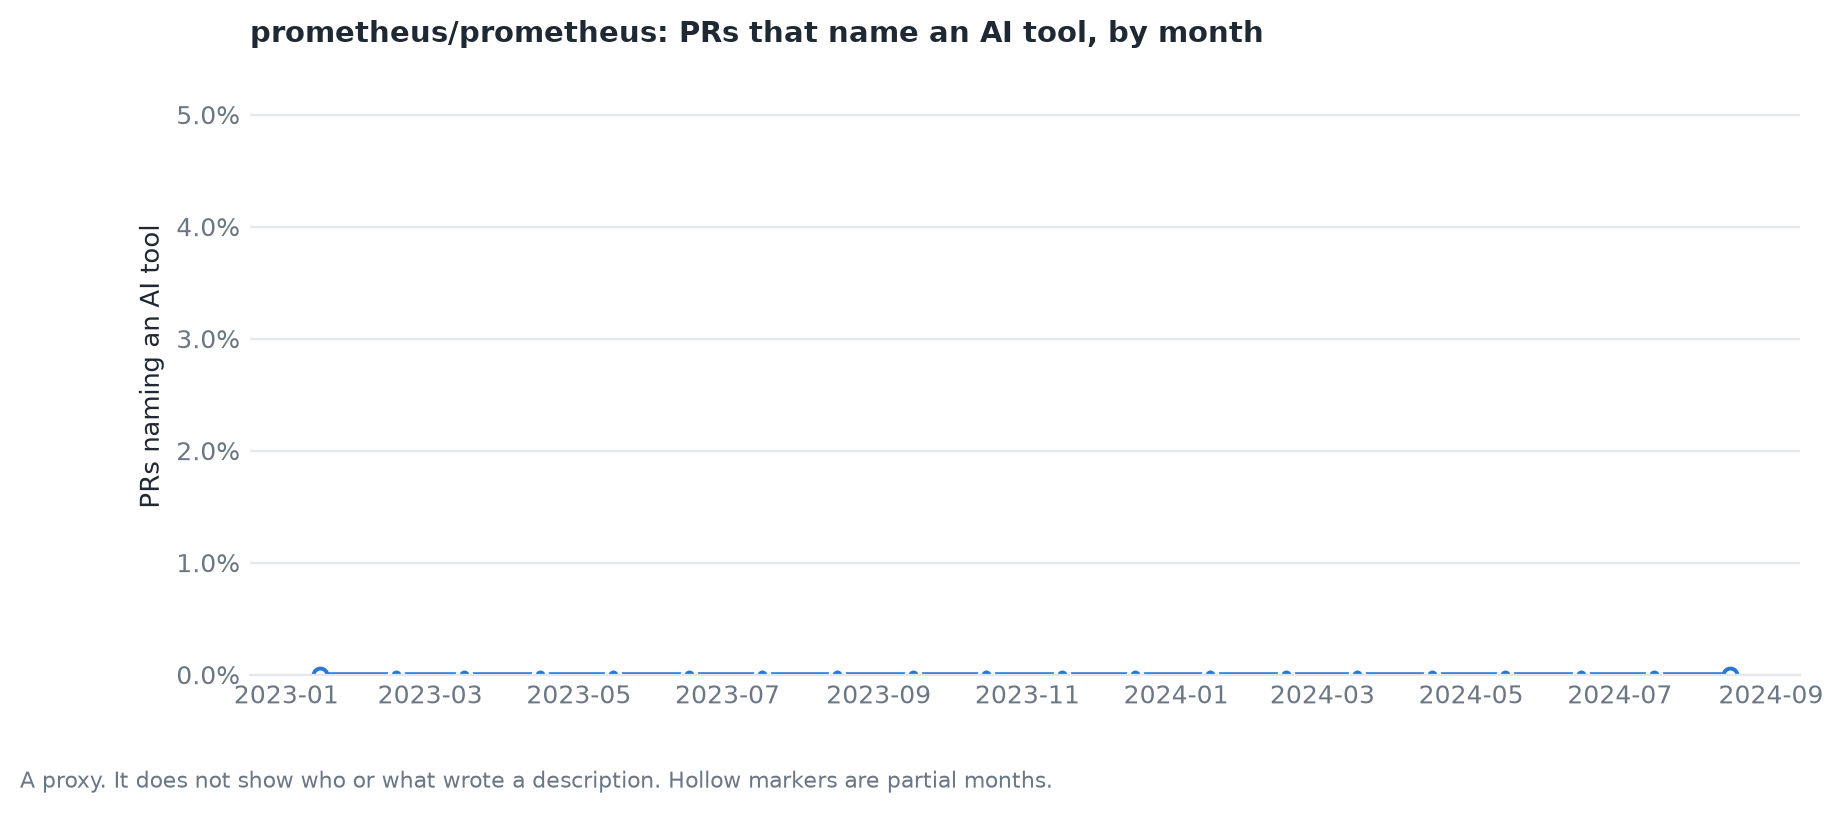 prometheus/prometheus: PRs that name an AI tool, by month
PRs naming an AI tool
5.0%
4.0%
3.0%
2.0%
1.0%
0.0%
2023-01 2023-03 2023-05 2023-07 2023-09 2023-11 2024-01 2024-03 2024-05 2024-07 2024-09
A proxy. It does not show who or what wrote a description. Hollow markers are partial months.